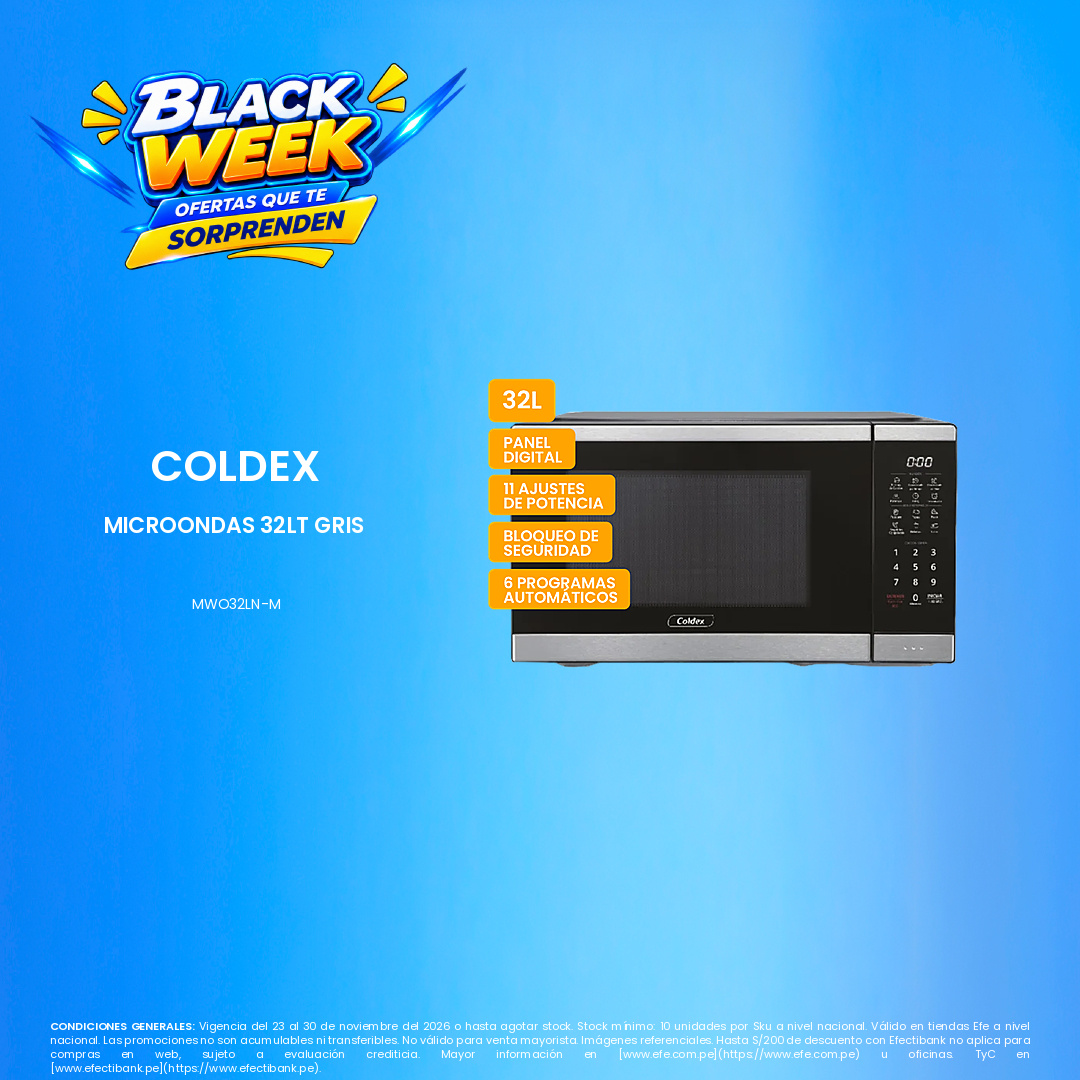 BLACK
WEEK
OFERTAS QUE TE
SORPRENDEN
32L
PANEL
DIGITAL
11 AJUSTES
DE POTENCIA
BLOQUEO DE
SEGURIDAD
6 PROGRAMAS
AUTOMÁTICOS
COLDEX
MICROONDAS 32LT GRIS
MWO32LN-M
0:00
1 2 3
4 5 6
7 8 9
0
Coldex
CONDICIONES GENERALES: Vigencia del 23 al 30 de noviembre del 2026 o hasta agotar stock. Stock mínimo: 10 unidades por Sku a nivel nacional. Válido en tiendas Efe a nivel
nacional. Las promociones no son acumulables ni transferibles. No válido para venta mayorista. Imágenes referenciales. Hasta S/200 de descuento con Efectibank no aplica para
compras en web, sujeto a evaluación crediticia. Mayor información en [www.efe.com.pe](https://www.efe.com.pe) u oficinas. TyC en
[www.efectibank.pe](https://www.efectibank.pe).